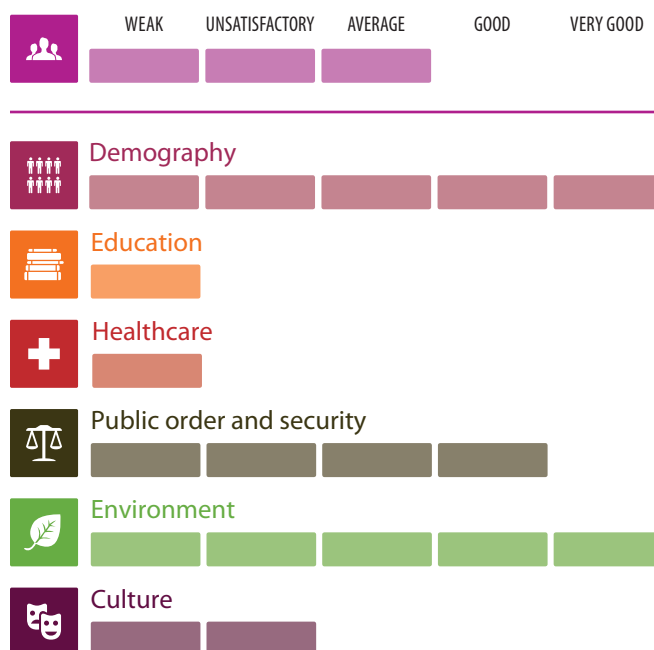 WEAK UNSATISFACTORY AVERAGE GOOD VERY GOOD
Demography
Education
Healthcare
Public order and security
Environment
Culture